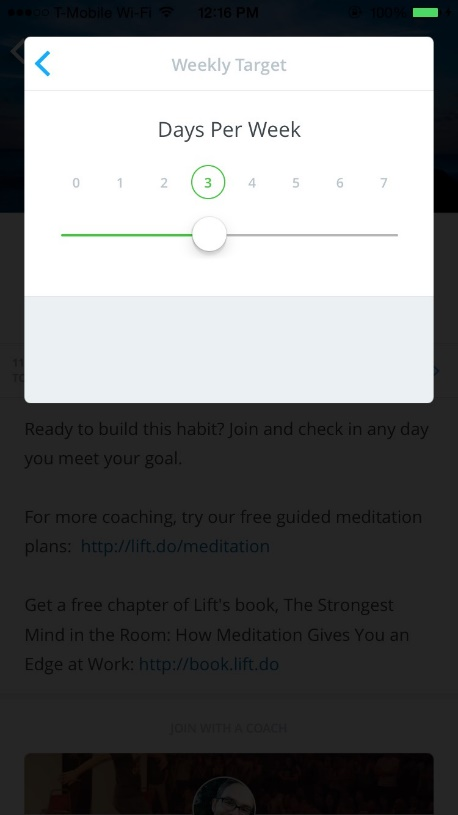 T-Mobile Wi-Fi 12:16 PM 100%
Weekly Target
Days Per Week
0 1 2 3 4 5 6 7
Ready to build this habit? Join and check in any day
you meet your goal.
For more coaching, try our free guided meditation
plans: http://lift.do/meditation
Get a free chapter of Lift's book, The Strongest
Mind in the Room: How Meditation Gives You an
Edge at Work: http://book.lift.do
JOIN WITH A COACH